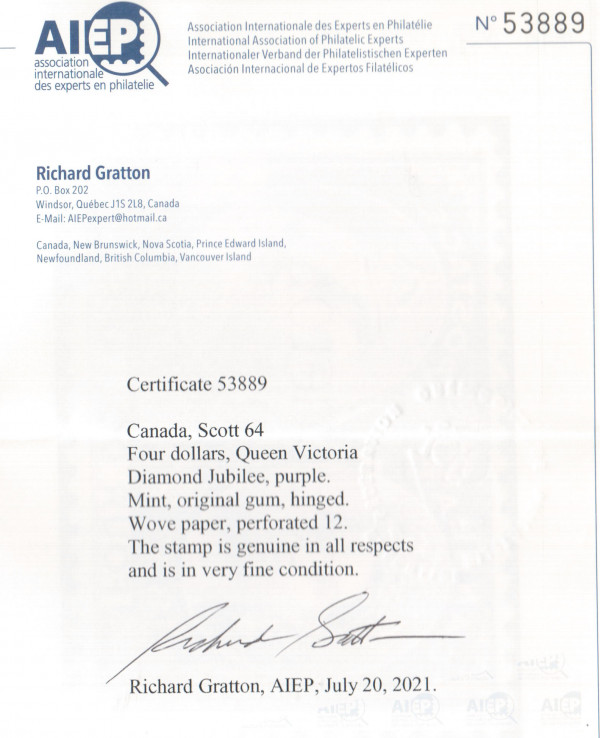 AIEP
association
internationale
des experts en philatelie
Association Internationale des Experts en Philatélie
International Association of Philatelic Experts
Internationaler Verband der Philatelistischen Experten
Asociación Internacional de Expertos Filatélicos
N° 53889
Richard Gratton
P.O. Box 202
Windsor, Québec J1S 2L8, Canada
E-Mail: AIEPexpert@hotmail.ca
Canada, New Brunswick, Nova Scotia, Prince Edward Island,
Newfoundland, British Columbia, Vancouver Island
Certificate 53889
Canada, Scott 64
Four dollars, Queen Victoria
Diamond Jubilee, purple.
Mint, original gum, hinged.
Wove paper, perforated 12.
The stamp is genuine in all respects
and is in very fine condition.
Richard Gratton, AIEP, July 20, 2021.
AIEP AIEP AIEP AIEP